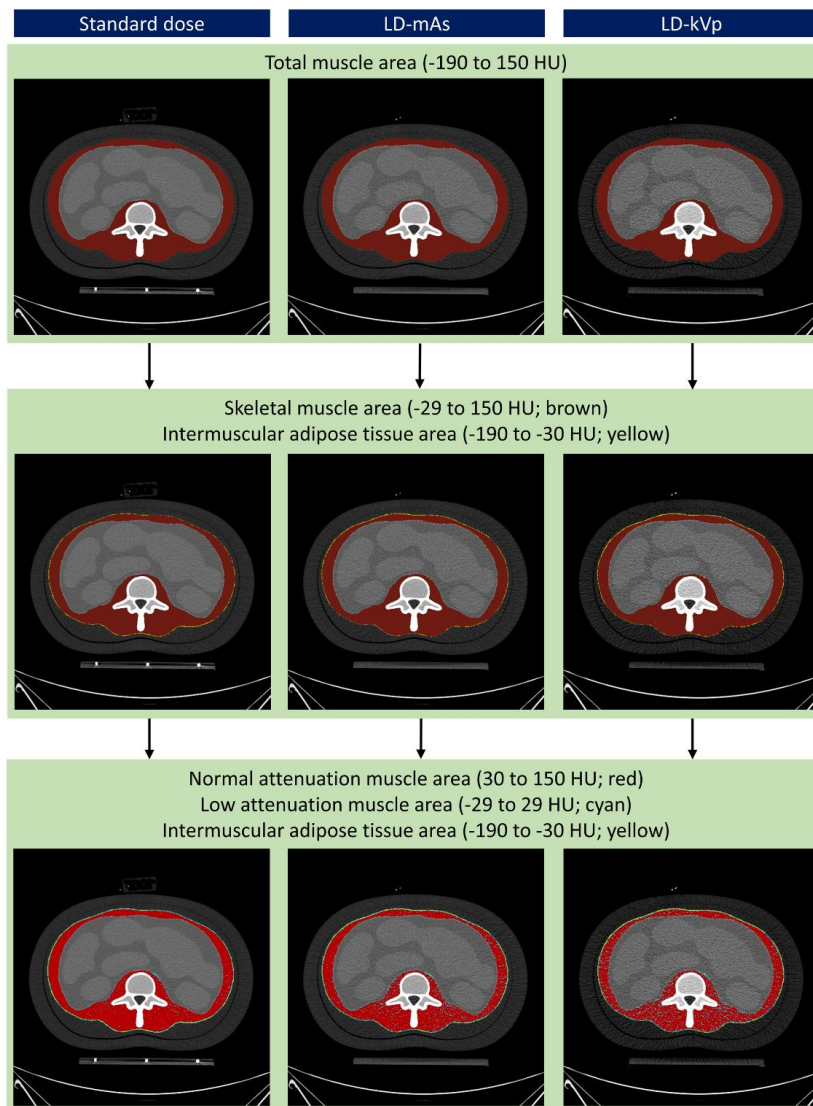 Standard dose
LD-mAs
LD-kVp
Total muscle area (-190 to 150 HU)
Skeletal muscle area (-29 to 150 HU; brown)
Intermuscular adipose tissue area (-190 to -30 HU; yellow)
Normal attenuation muscle area (30 to 150 HU; red)
Low attenuation muscle area (-29 to 29 HU; cyan)
Intermuscular adipose tissue area (-190 to -30 HU; yellow)